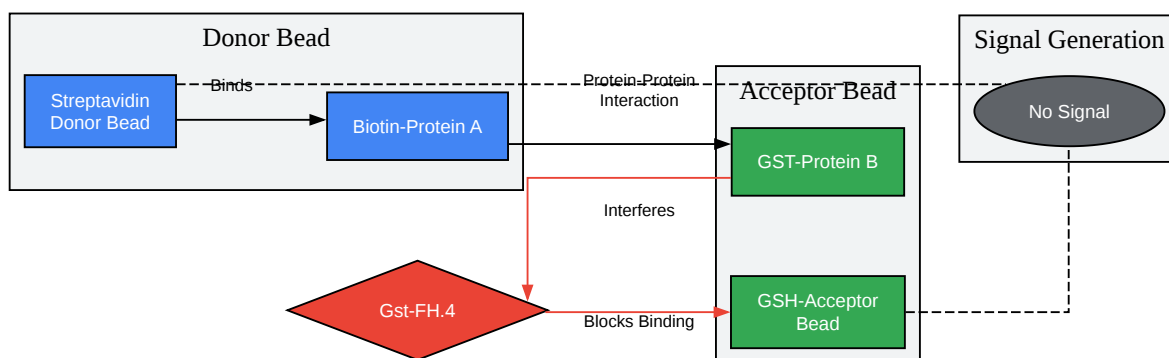 Donor Bead
Signal Generation
Streptavidin
Donor Bead
Binds
Biotin-Protein A
Protein-Protein
Interaction
Acceptor Bead
No Signal
GST-Protein B
Interferes
Gst-FH.4
Blocks Binding
GSH-Acceptor
Bead